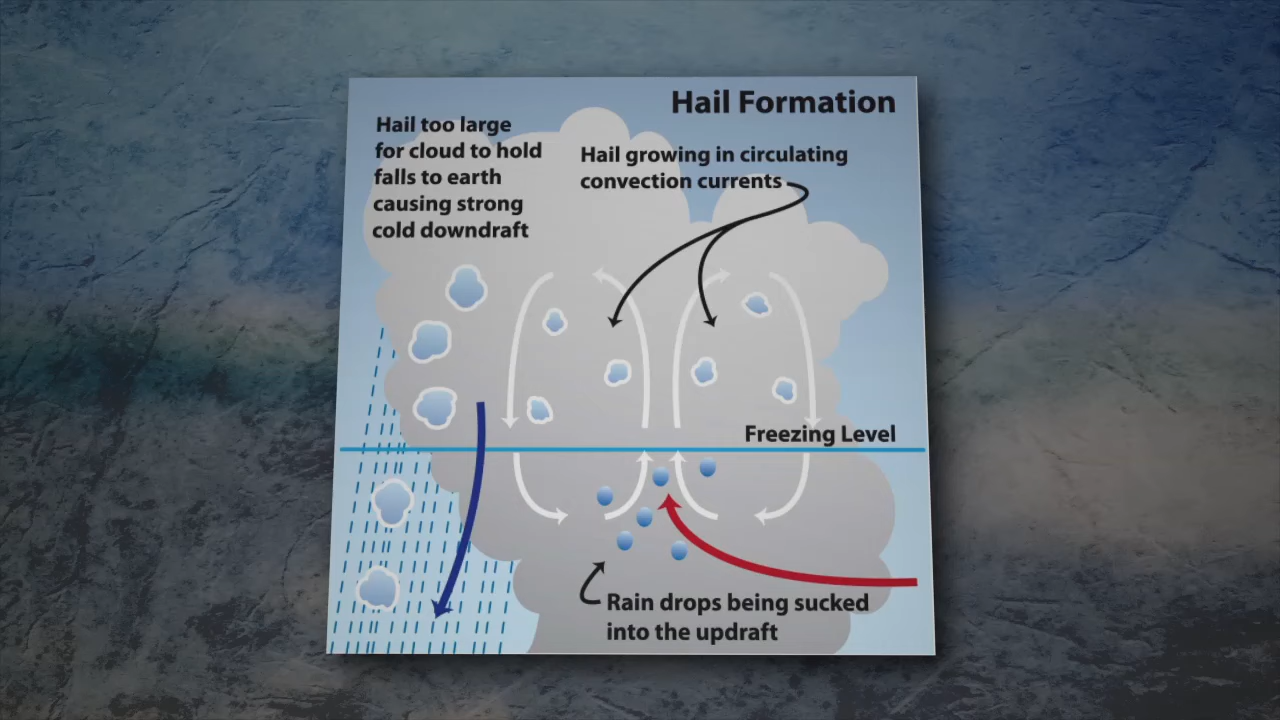 Hail Formation
Hail too large
for cloud to hold
falls to earth
causing strong
cold downdraft
Hail growing in circulating
convection currents
Freezing Level
Rain drops being sucked
into the updraft